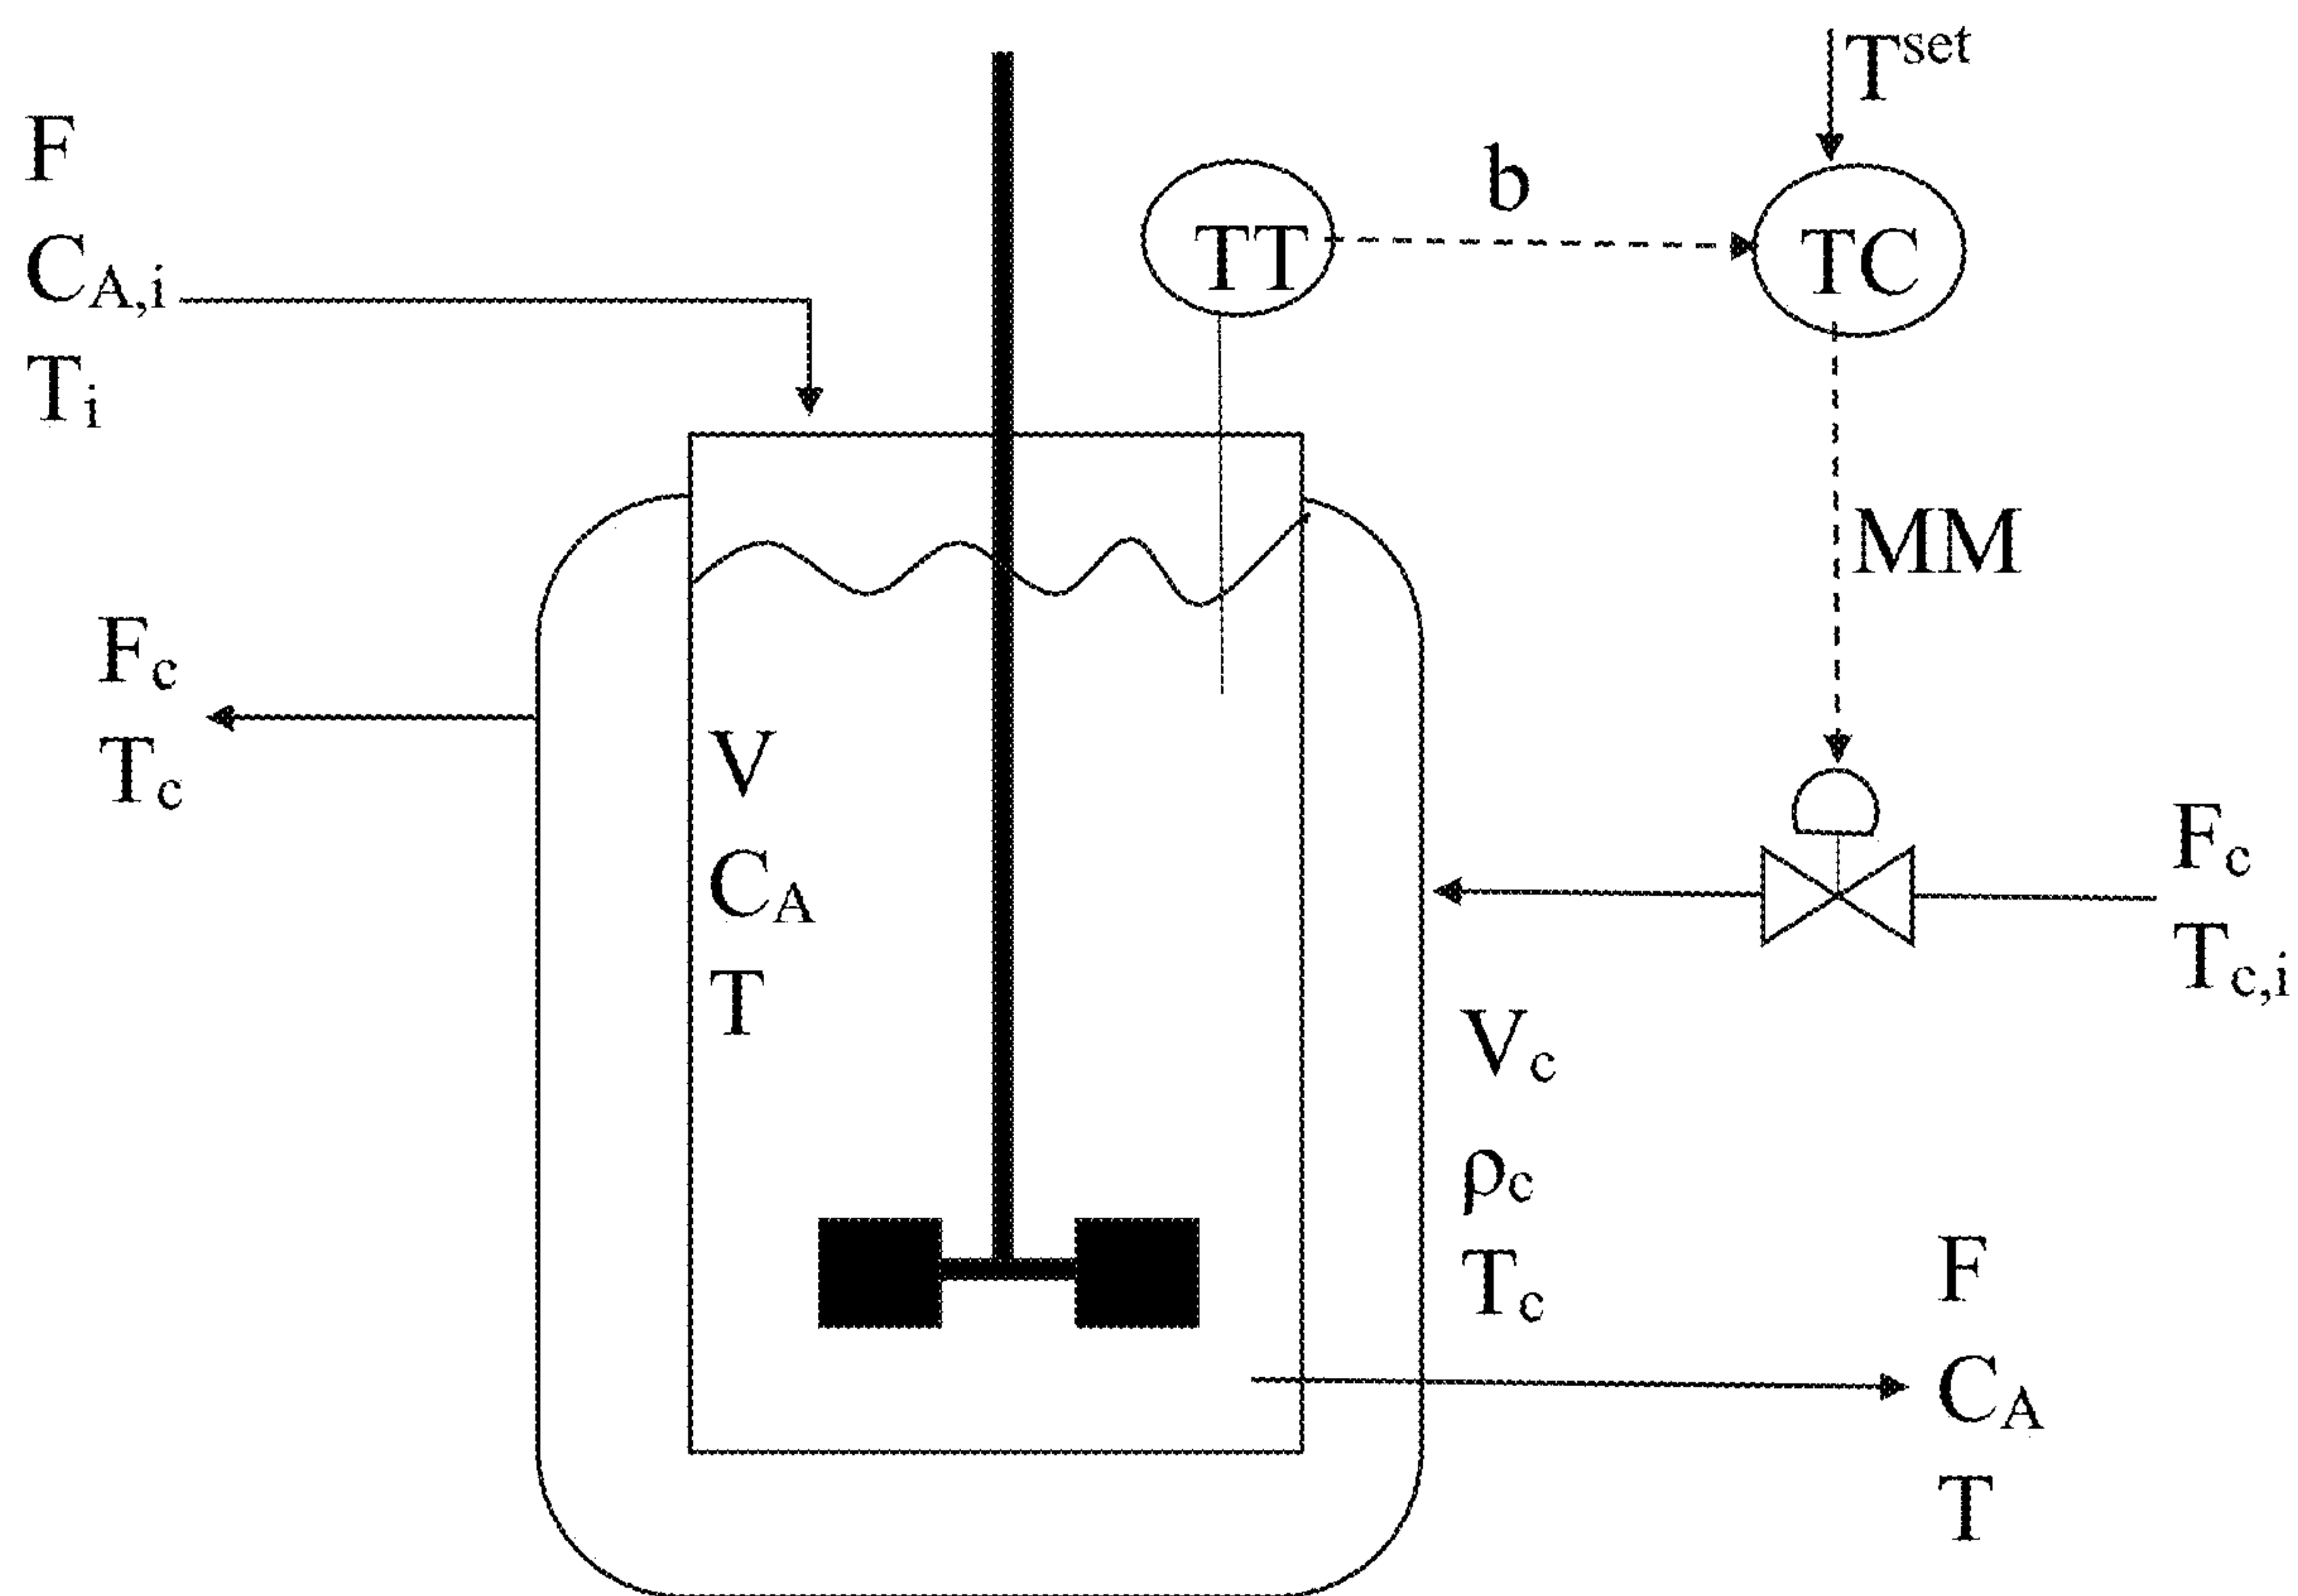 T^set
F
C_A,i
T_i
TT
b
TC
MM
F_c
T_c
V
C_A
T
F_c
T_c,i
V_c
ρ_c
T_c
F
C_A
T